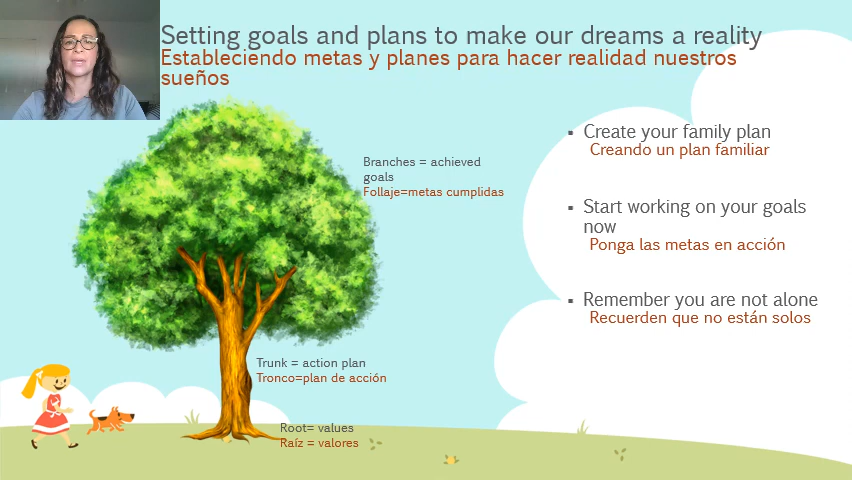 Setting goals and plans to make our dreams a reality
Estableciendo metas y planes para hacer realidad nuestros
sueños
Branches = achieved
goals
Follaje=metas cumplidas
Trunk = action plan
Tronco=plan de acción
Root= values
Raíz = valores
▪ Create your family plan
Creando un plan familiar
▪ Start working on your goals
now
Ponga las metas en acción
▪ Remember you are not alone
Recuerden que no están solos